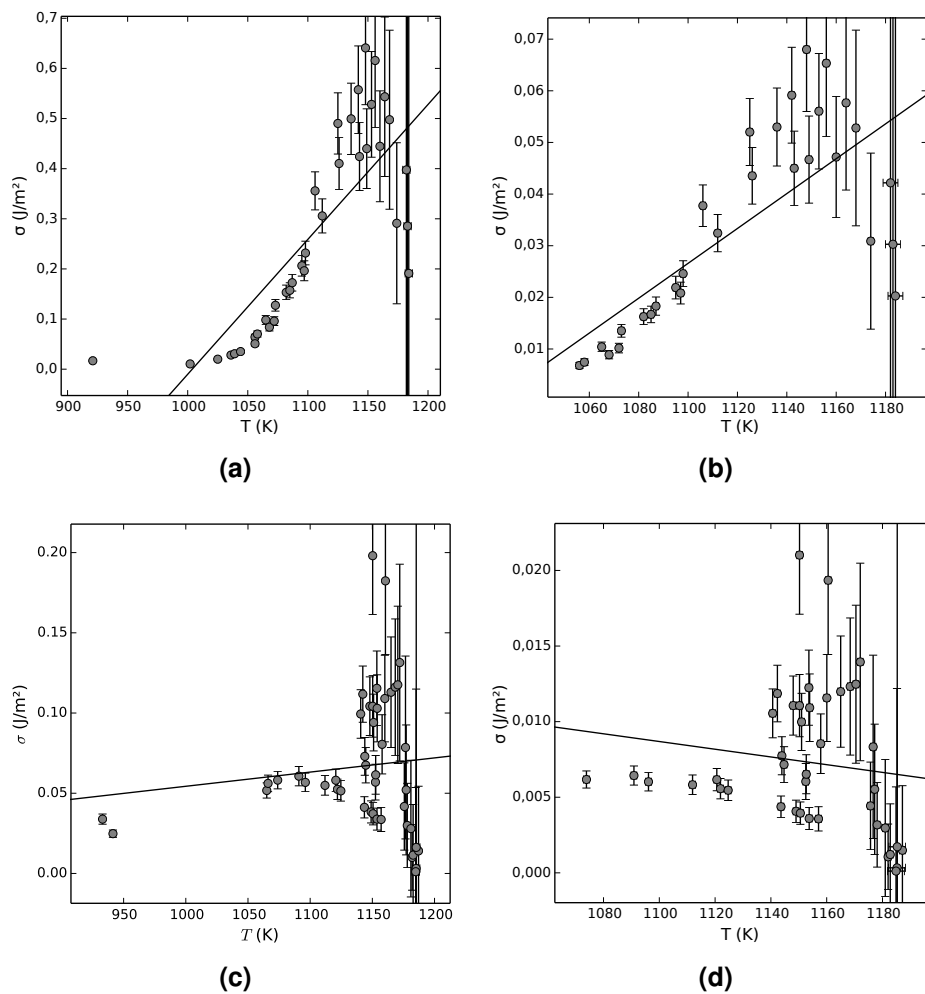 0,7
0,6
0,5
0,4
0,3
0,2
0,1
0,0
σ (J/m²)
900 950 1000 1050 1100 1150 1200
T (K)
(a)
0,07
0,06
0,05
0,04
0,03
0,02
0,01
σ (J/m²)
1060 1080 1100 1120 1140 1160 1180
T (K)
(b)
0.20
0.15
0.10
0.05
0.00
σ (J/m²)
950 1000 1050 1100 1150 1200
T (K)
(c)
0,020
0,015
0,010
0,005
0,000
σ (J/m²)
1080 1100 1120 1140 1160 1180
T (K)
(d)